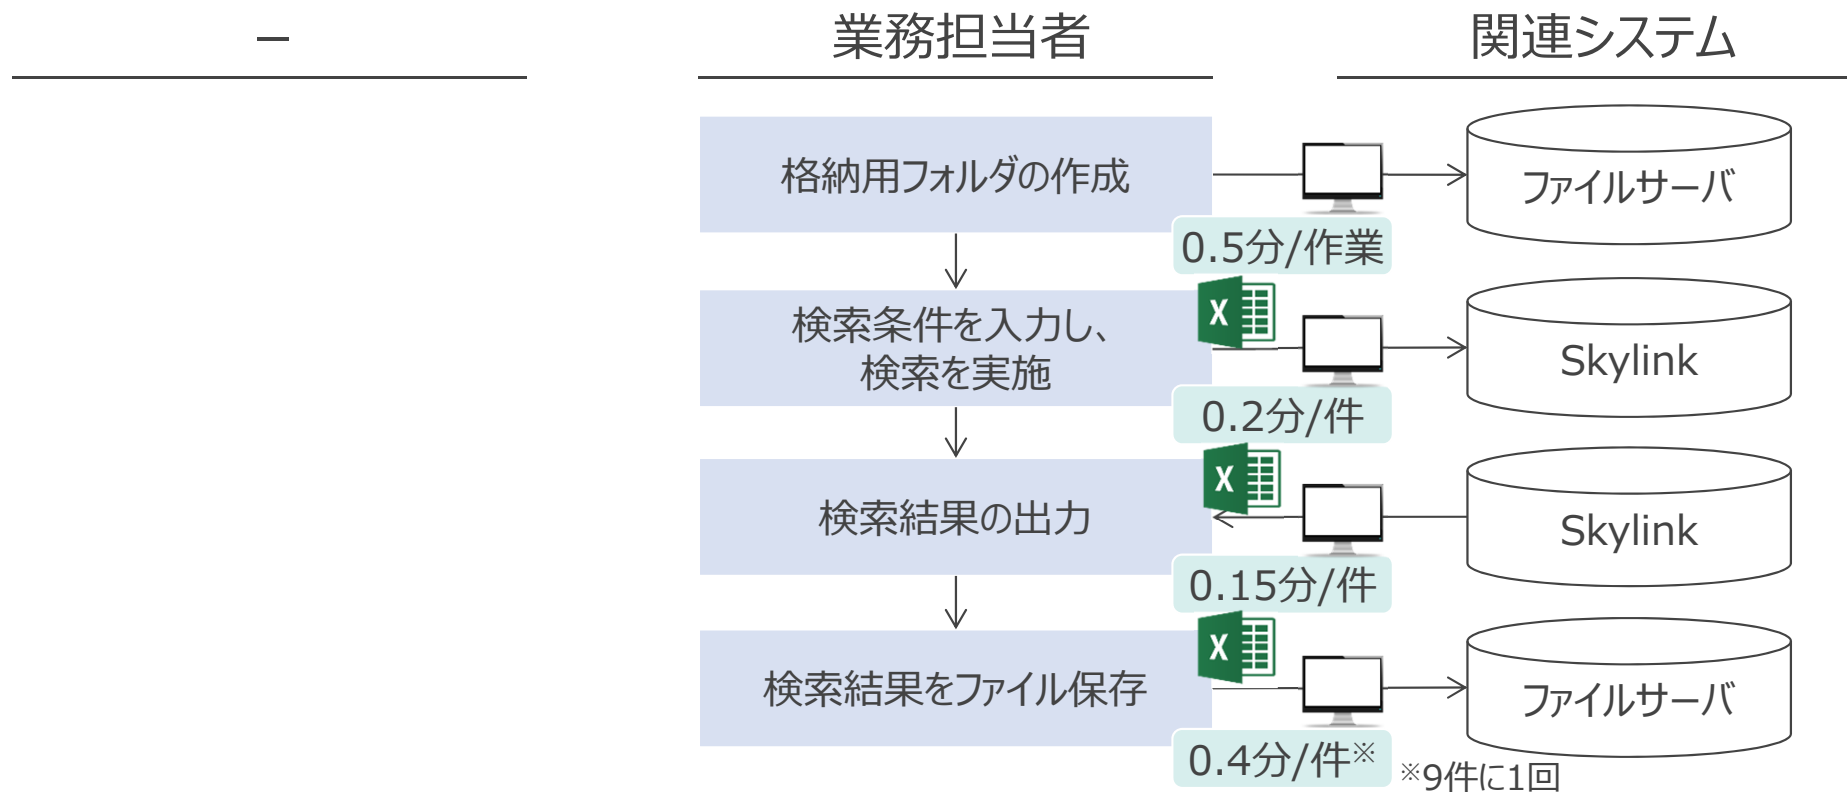 －
業務担当者
関連システム
格納用フォルダの作成
ファイルサーバ
0.5分/作業
検索条件を入力し、
検索を実施
X
Skylink
0.2分/件
検索結果の出力
X
Skylink
0.15分/件
検索結果をファイル保存
X
ファイルサーバ
0.4分/件※
※9件に1回